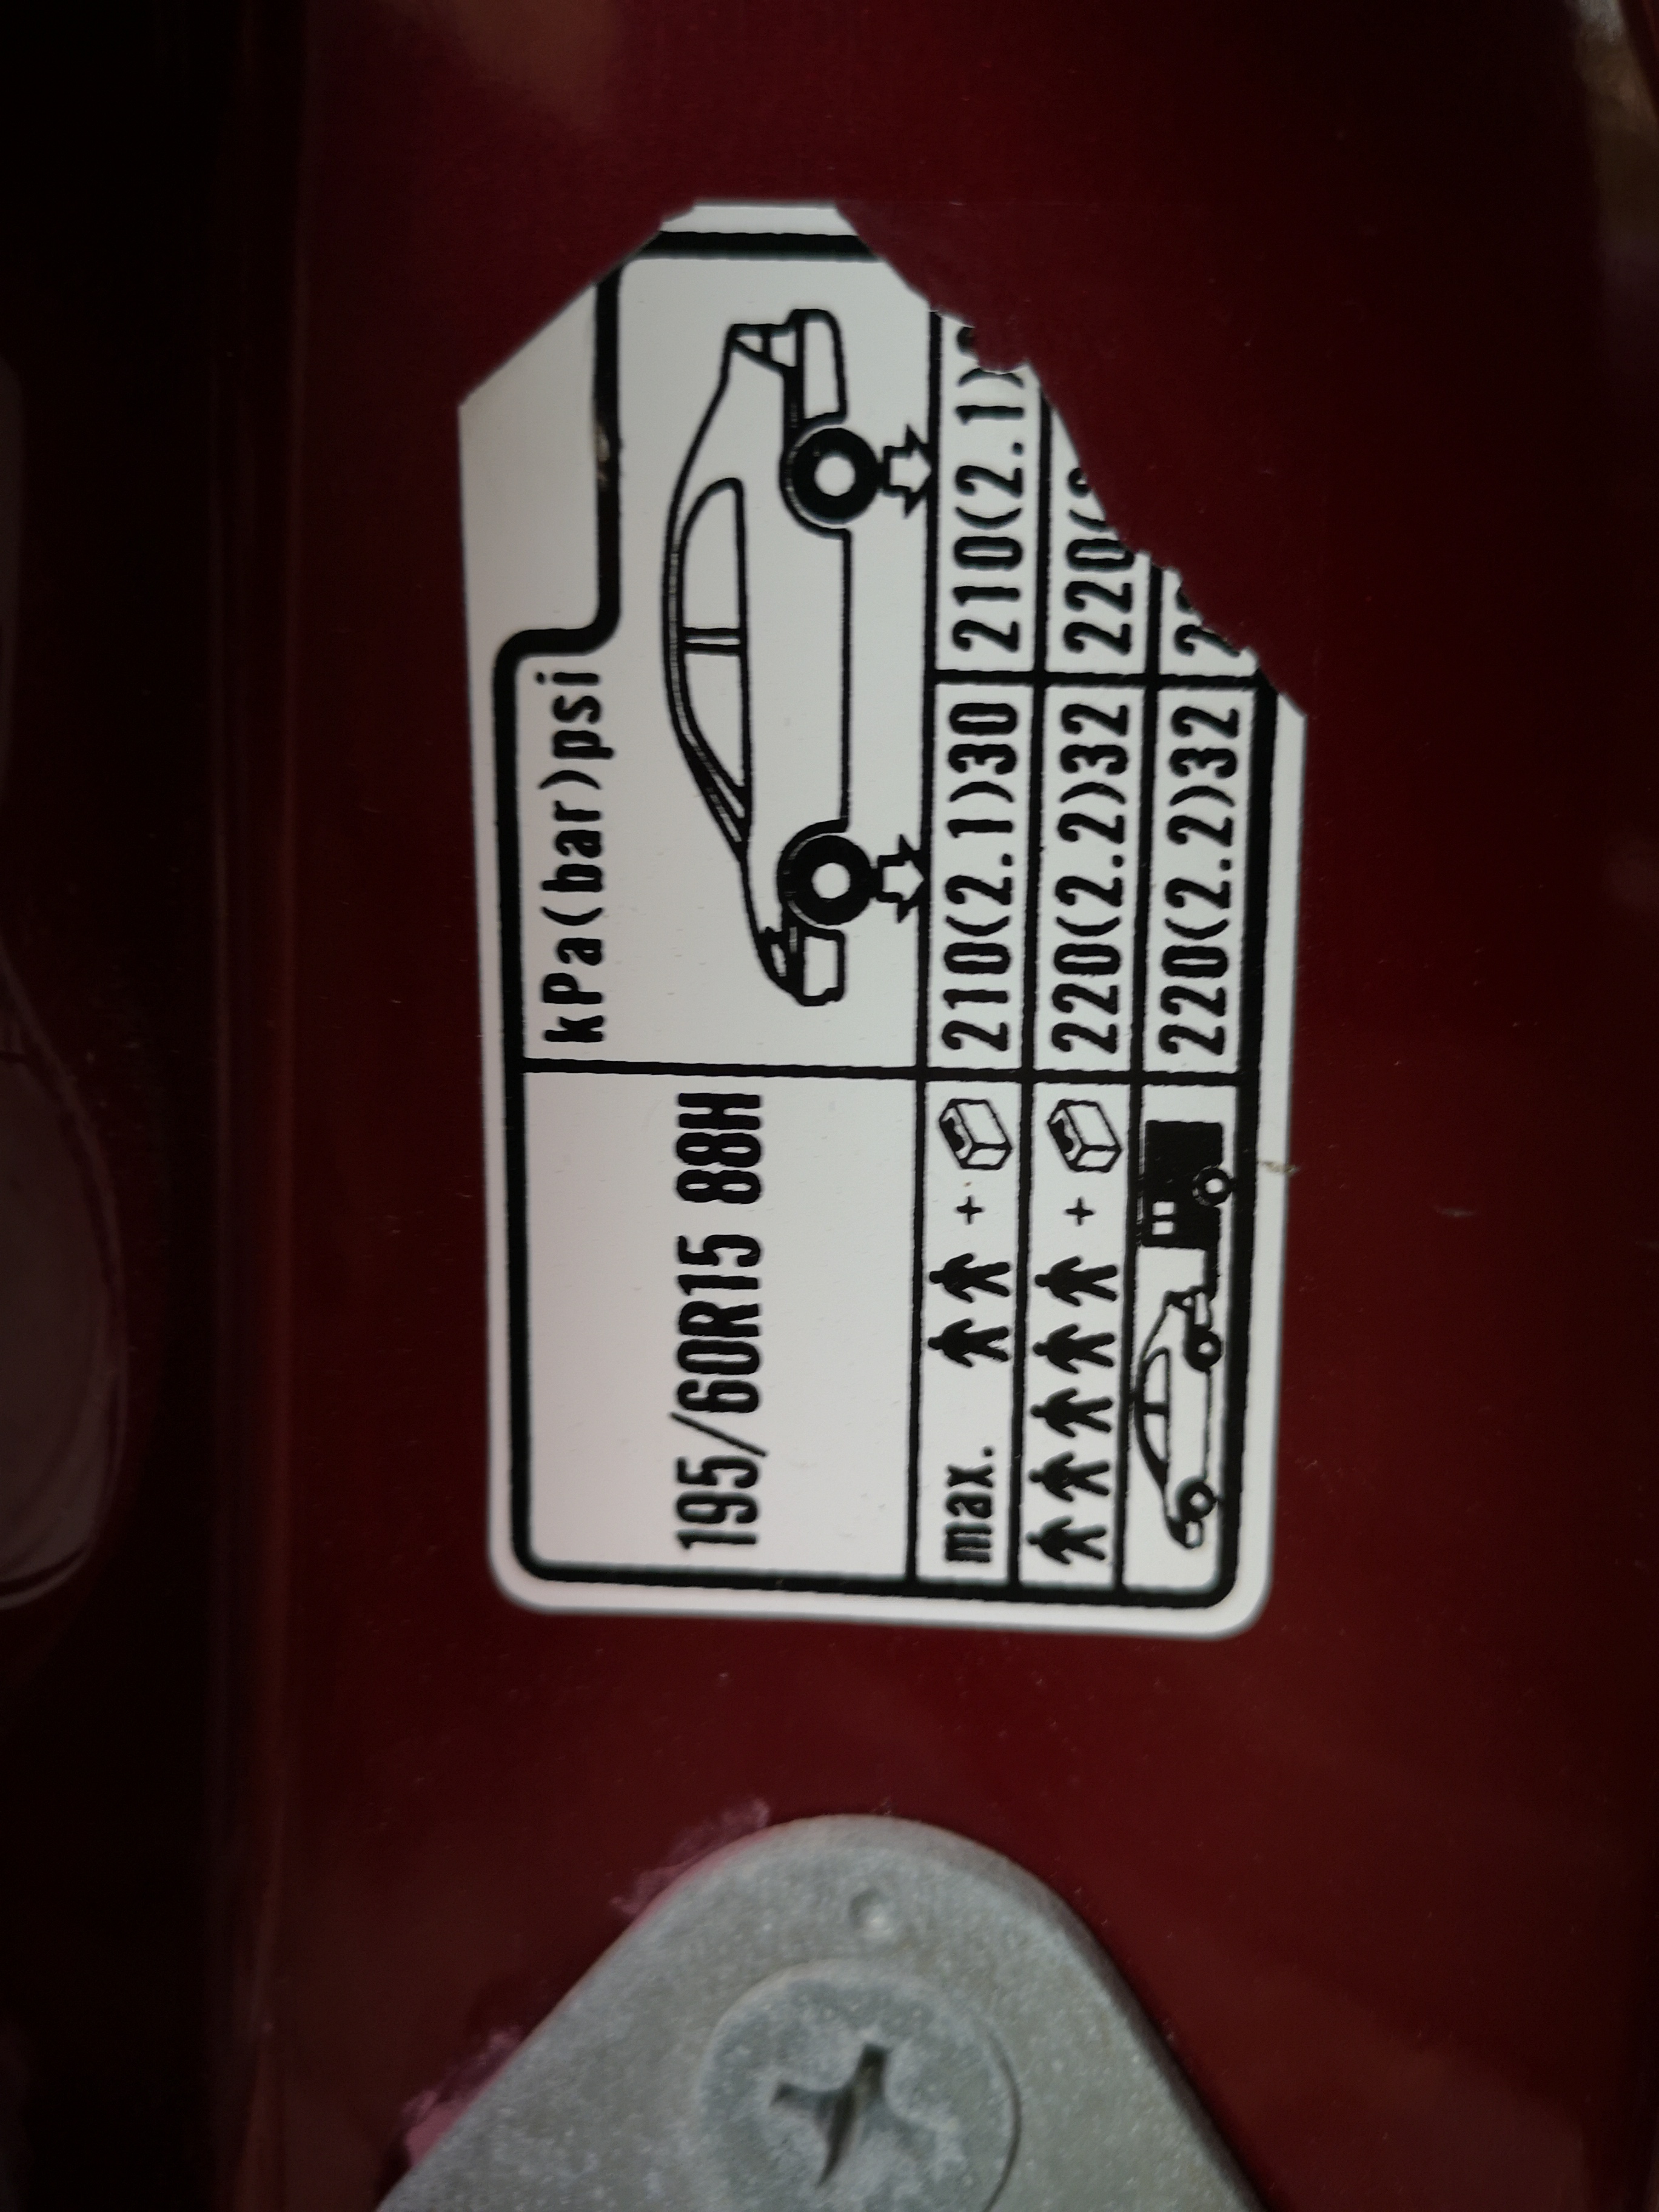 kPa(bar)psi
195/60R15 88H
max. + 210(2.1)30 210(2.1)
+ 220(2.2)32 220(
220(2.2)32